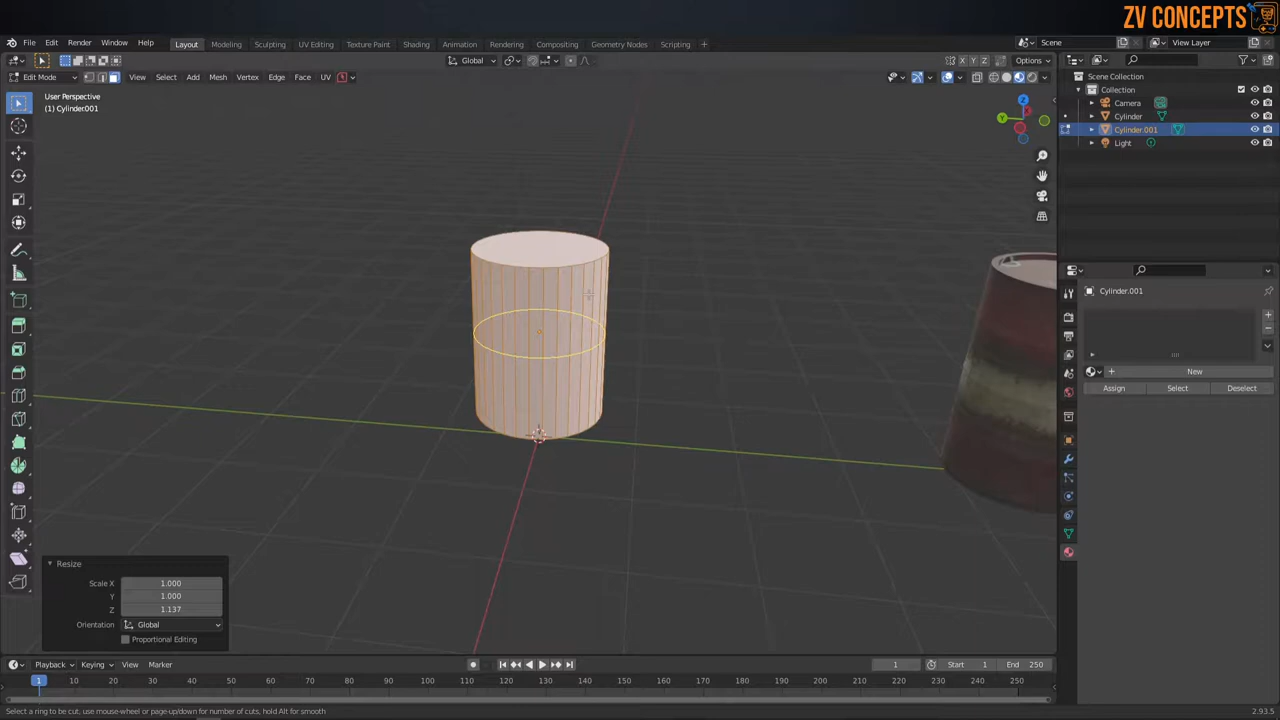 ZV CONCEPTS
File Edit Render Window Help Layout Modeling Sculpting UV Editing Texture Paint Shading Animation Rendering Compositing Geometry Nodes Scripting + Scene View Layer
Global Options
Edit Mode View Select Add Mesh Vertex Edge Face UV
User Perspective
(1) Cylinder.001
X Y Z
Scene Collection
Collection
Camera
Cylinder
Cylinder.001
Light
Z
Y
Cylinder.001
+ New
Assign Select Deselect
Resize
Scale X 1.000
Y 1.000
Z 1.137
Orientation Global
Proportional Editing
Playback Keying View Marker 1 Start 1 End 250
1 10 20 30 40 50 60 70 80 90 100 110 120 130 140 150 160 170 180 190 200 210 220 230 240 250
Select a ring to be cut, use mouse-wheel or page-up/down for number of cuts, hold Alt for smooth 2.93.5